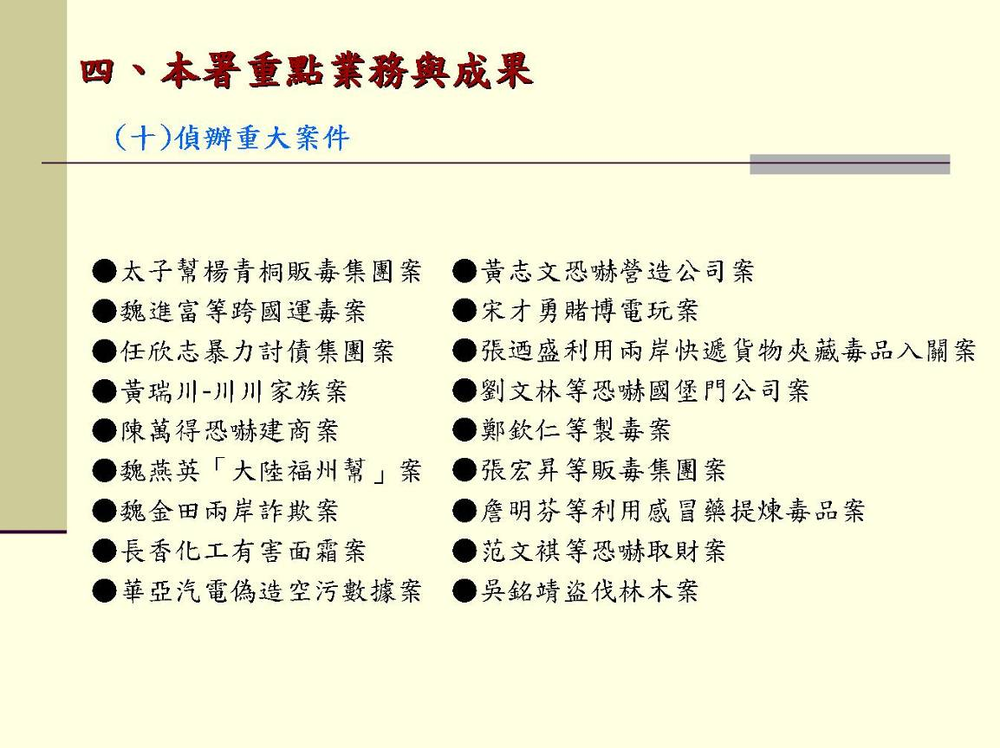 四、本署重點業務與成果
(十)偵辦重大案件
●太子幫楊青桐販毒集團案
●魏進富等跨國運毒案
●任欣志暴力討債集團案
●黃瑞川-川川家族案
●陳萬得恐嚇建商案
●魏燕英「大陸福州幫」案
●魏金田兩岸詐欺案
●長香化工有害面霜案
●華亞汽電偽造空污數據案
●黃志文恐嚇營造公司案
●宋才勇賭博電玩案
●張迺盛利用兩岸快遞貨物夾藏毒品入關案
●劉文林等恐嚇國堡門公司案
●鄭欽仁等製毒案
●張宏昇等販毒集團案
●詹明芬等利用感冒藥提煉毒品案
●范文祺等恐嚇取財案
●吳銘靖盜伐林木案